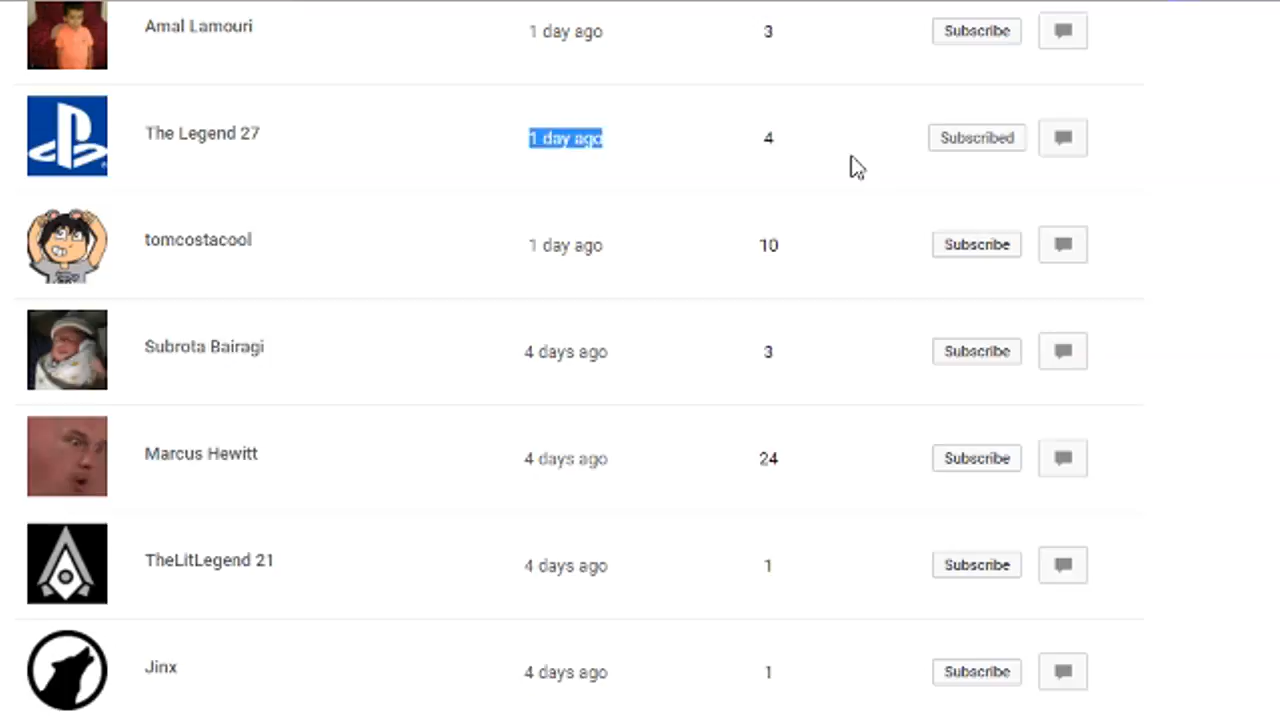 Amal Lamouri 1 day ago 3 Subscribe
The Legend 27 1 day ago 4 Subscribed
tomcostacool 1 day ago 10 Subscribe
Subrota Bairagi 4 days ago 3 Subscribe
Marcus Hewitt 4 days ago 24 Subscribe
TheLitLegend 21 4 days ago 1 Subscribe
Jinx 4 days ago 1 Subscribe